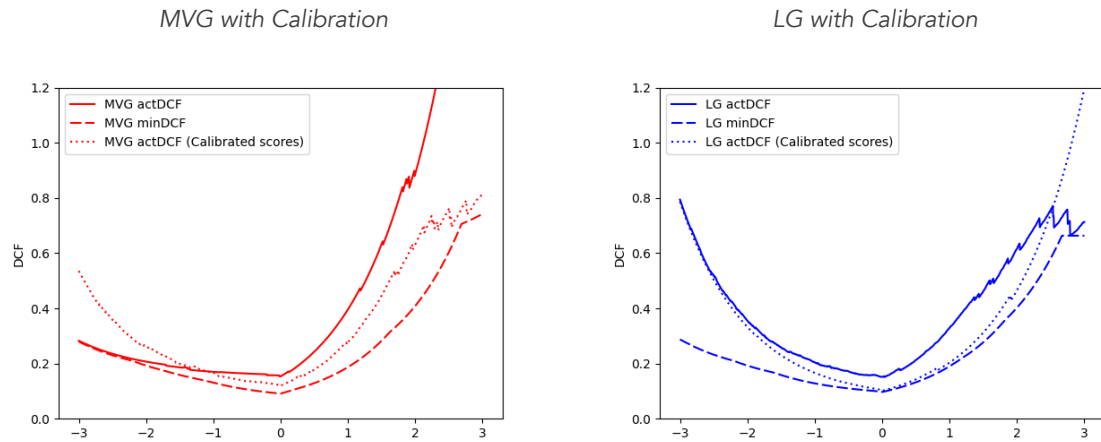 MVG with Calibration
LG with Calibration
1.2
1.0
0.8
0.6
0.4
0.2
0.0
DCF
MVG actDCF
MVG minDCF
MVG actDCF (Calibrated scores)
−3
−2
−1
0
1
2
3
1.2
1.0
0.8
0.6
0.4
0.2
0.0
DCF
LG actDCF
LG minDCF
LG actDCF (Calibrated scores)
−3
−2
−1
0
1
2
3